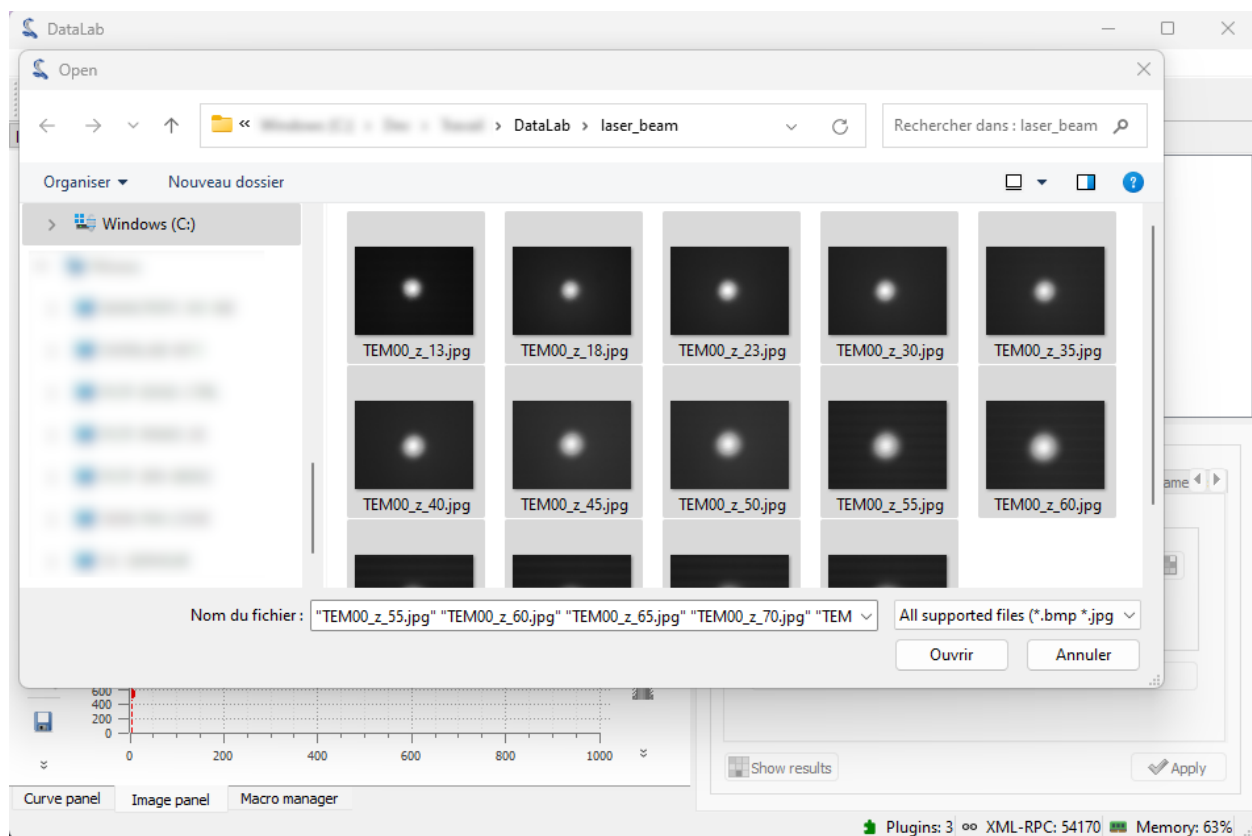 DataLab
Open
« DataLab > laser_beam
Rechercher dans : laser_beam
Organiser Nouveau dossier
Windows (C:)
TEM00_z_13.jpg TEM00_z_18.jpg TEM00_z_23.jpg TEM00_z_30.jpg TEM00_z_35.jpg
TEM00_z_40.jpg TEM00_z_45.jpg TEM00_z_50.jpg TEM00_z_55.jpg TEM00_z_60.jpg
ame
Nom du fichier : "TEM00_z_55.jpg" "TEM00_z_60.jpg" "TEM00_z_65.jpg" "TEM00_z_70.jpg" "TEM
All supported files (*.bmp *.jpg
Ouvrir Annuler
600
400
200
0
0 200 400 600 800 1000
Show results Apply
Curve panel Image panel Macro manager
Plugins: 3 XML-RPC: 54170 Memory: 63%